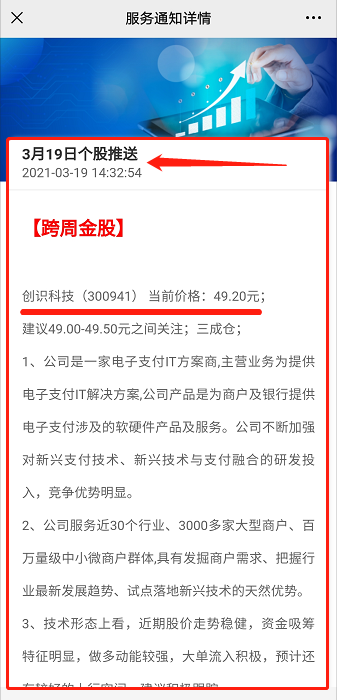 服务通知详情
3月19日个股推送
2021-03-19 14:32:54
【跨周金股】
创识科技（300941） 当前价格：49.20元；
建议49.00-49.50元之间关注；三成仓；
1、公司是一家电子支付IT方案商,主营业务为提供
电子支付IT解决方案,公司产品是为商户及银行提供
电子支付涉及的软硬件产品及服务。公司不断加强
对新兴支付技术、新兴技术与支付融合的研发投
入，竞争优势明显。
2、公司服务近30个行业、3000多家大型商户、百
万量级中小微商户群体,具有发掘商户需求、把握行
业最新发展趋势、试点落地新兴技术的天然优势。
3、技术形态上看，近期股价走势稳健，资金吸筹
特征明显，做多动能较强，大单流入积极，预计还